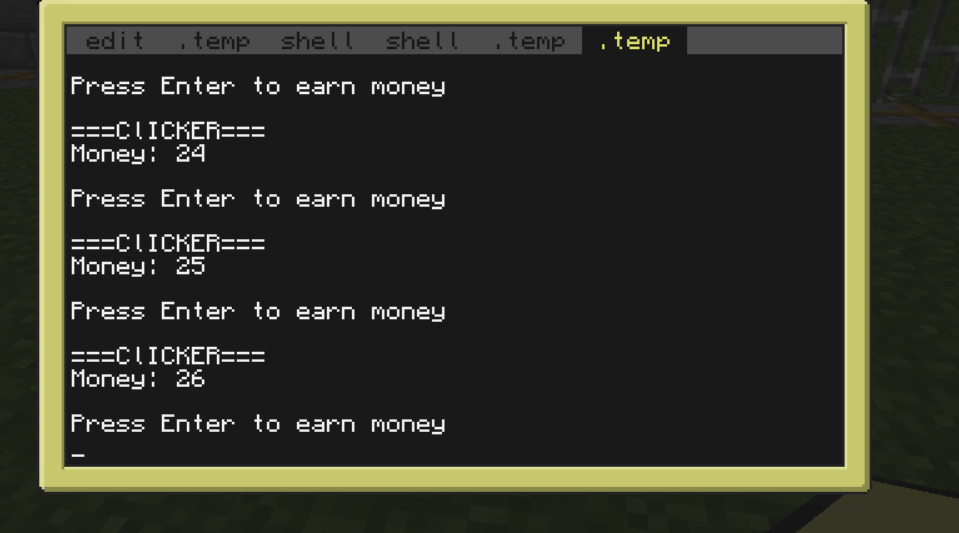 edit .temp shell shell .temp .temp
Press Enter to earn money
===ClICKER===
Money: 24
Press Enter to earn money
===ClICKER===
Money: 25
Press Enter to earn money
===ClICKER===
Money: 26
Press Enter to earn money
_